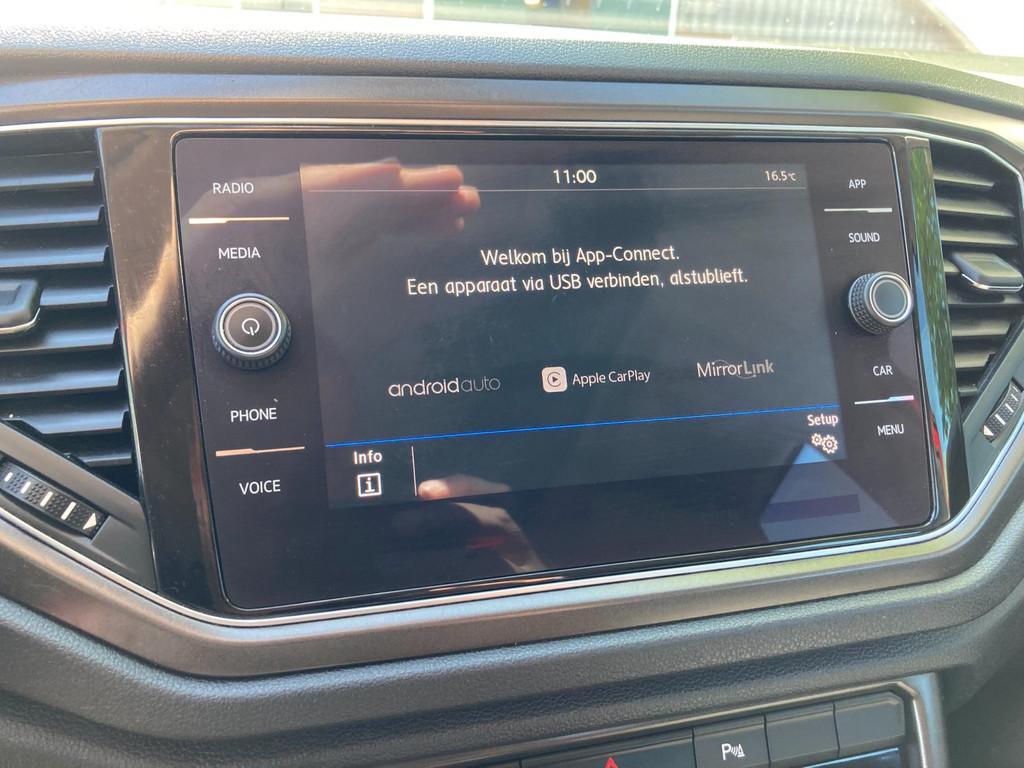 RADIO
MEDIA
PHONE
VOICE
11:00
16.5°C
Welkom bij App-Connect.
Een apparaat via USB verbinden, alstublieft.
androidauto
Apple CarPlay
MirrorLink
Info
i
Setup
APP
SOUND
CAR
MENU
P